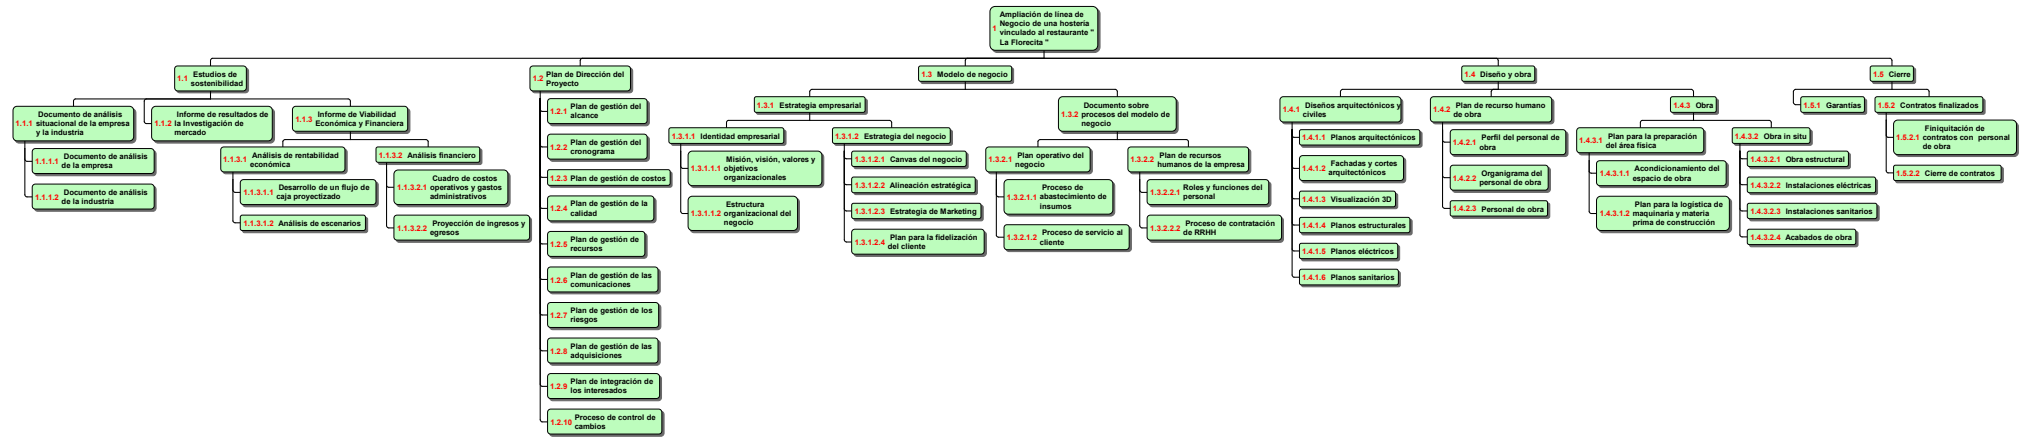 1 Ampliación de línea de
Negocio de una hostería
vinculado al restaurante "
La Florecita "
1.1 Estudios de
sostenibilidad
1.1.1 Documento de análisis
situacional de la empresa
y la industria
1.1.1.1 Documento de análisis
de la empresa
1.1.1.2 Documento de análisis
de la industria
1.1.2 Informe de resultados de
la Investigación de
mercado
1.1.3 Informe de Viabilidad
Económica y Financiera
1.1.3.1 Análisis de rentabilidad
económica
1.1.3.1.1 Desarrollo de un flujo de
caja proyectizado
1.1.3.1.2 Análisis de escenarios
1.1.3.2 Análisis financiero
1.1.3.2.1 Cuadro de costos
operativos y gastos
administrativos
1.1.3.2.2 Proyección de ingresos y
egresos
1.2 Plan de Dirección del
Proyecto
1.2.1 Plan de gestión del
alcance
1.2.2 Plan de gestión del
cronograma
1.2.3 Plan de gestión de costos
1.2.4 Plan de gestión de la
calidad
1.2.5 Plan de gestión de
recursos
1.2.6 Plan de gestión de las
comunicaciones
1.2.7 Plan de gestión de los
riesgos
1.2.8 Plan de gestión de las
adquisiciones
1.2.9 Plan de integración de
los interesados
1.2.10 Proceso de control de
cambios
1.3 Modelo de negocio
1.3.1 Estrategia empresarial
1.3.1.1 Identidad empresarial
1.3.1.1.1 Misión, visión, valores y
objetivos
organizacionales
1.3.1.1.2 Estructura
organizacional del
negocio
1.3.1.2 Estrategia del negocio
1.3.1.2.1 Canvas del negocio
1.3.1.2.2 Alineación estratégica
1.3.1.2.3 Estrategia de Marketing
1.3.1.2.4 Plan para la fidelización
del cliente
1.3.2 Documento sobre
procesos del modelo de
negocio
1.3.2.1 Plan operativo del
negocio
1.3.2.1.1 Proceso de
abastecimiento de
insumos
1.3.2.1.2 Proceso de servicio al
cliente
1.3.2.2 Plan de recursos
humanos de la empresa
1.3.2.2.1 Roles y funciones del
personal
1.3.2.2.2 Proceso de contratación
de RRHH
1.4 Diseño y obra
1.4.1 Diseños arquitectónicos y
civiles
1.4.1.1 Planos arquitectónicos
1.4.1.2 Fachadas y cortes
arquitectónicos
1.4.1.3 Visualización 3D
1.4.1.4 Planos estructurales
1.4.1.5 Planos eléctricos
1.4.1.6 Planos sanitarios
1.4.2 Plan de recurso humano
de obra
1.4.2.1 Perfil del personal de
obra
1.4.2.2 Organigrama del
personal de obra
1.4.2.3 Personal de obra
1.4.3 Obra
1.4.3.1 Plan para la preparación
del área física
1.4.3.1.1 Acondicionamiento del
espacio de obra
1.4.3.1.2 Plan para la logística de
maquinaria y materia
prima de construcción
1.4.3.2 Obra in situ
1.4.3.2.1 Obra estructural
1.4.3.2.2 Instalaciones eléctricas
1.4.3.2.3 Instalaciones sanitarios
1.4.3.2.4 Acabados de obra
1.5 Cierre
1.5.1 Garantías
1.5.2 Contratos finalizados
1.5.2.1 Finiquitación de
contratos con personal
de obra
1.5.2.2 Cierre de contratos